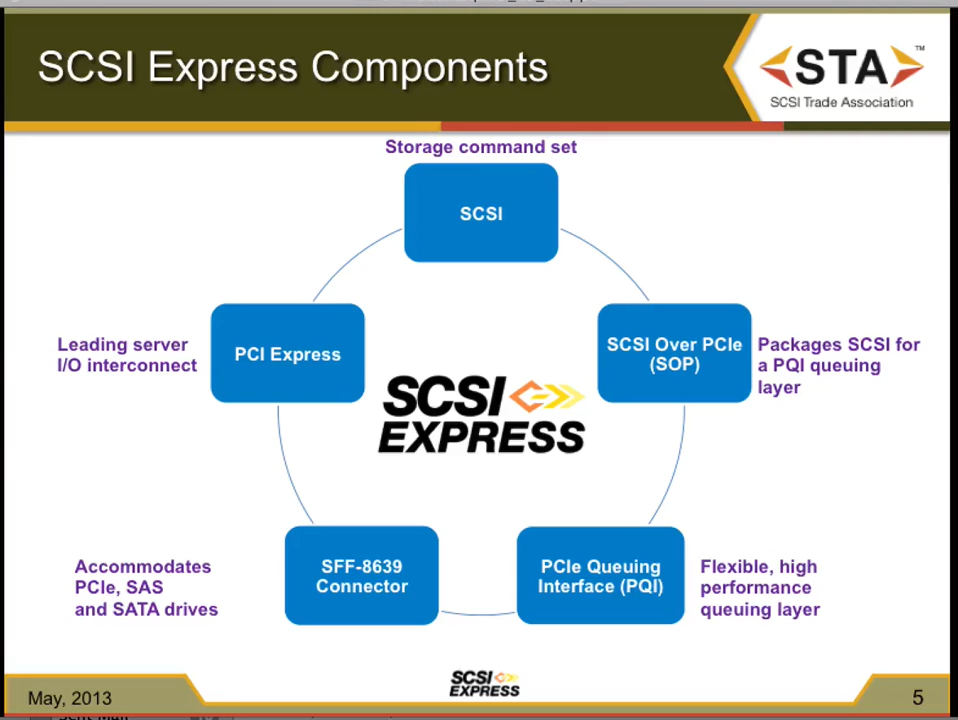 SCSI Express Components
STA™
SCSI Trade Association
Storage command set
SCSI
Leading server
I/O interconnect
PCI Express
SCSI Over PCIe
(SOP)
Packages SCSI for
a PQI queuing
layer
SCSI
EXPRESS
Accommodates
PCIe, SAS
and SATA drives
SFF-8639
Connector
PCIe Queuing
Interface (PQI)
Flexible, high
performance
queuing layer
May, 2013
SCSI
EXPRESS
5